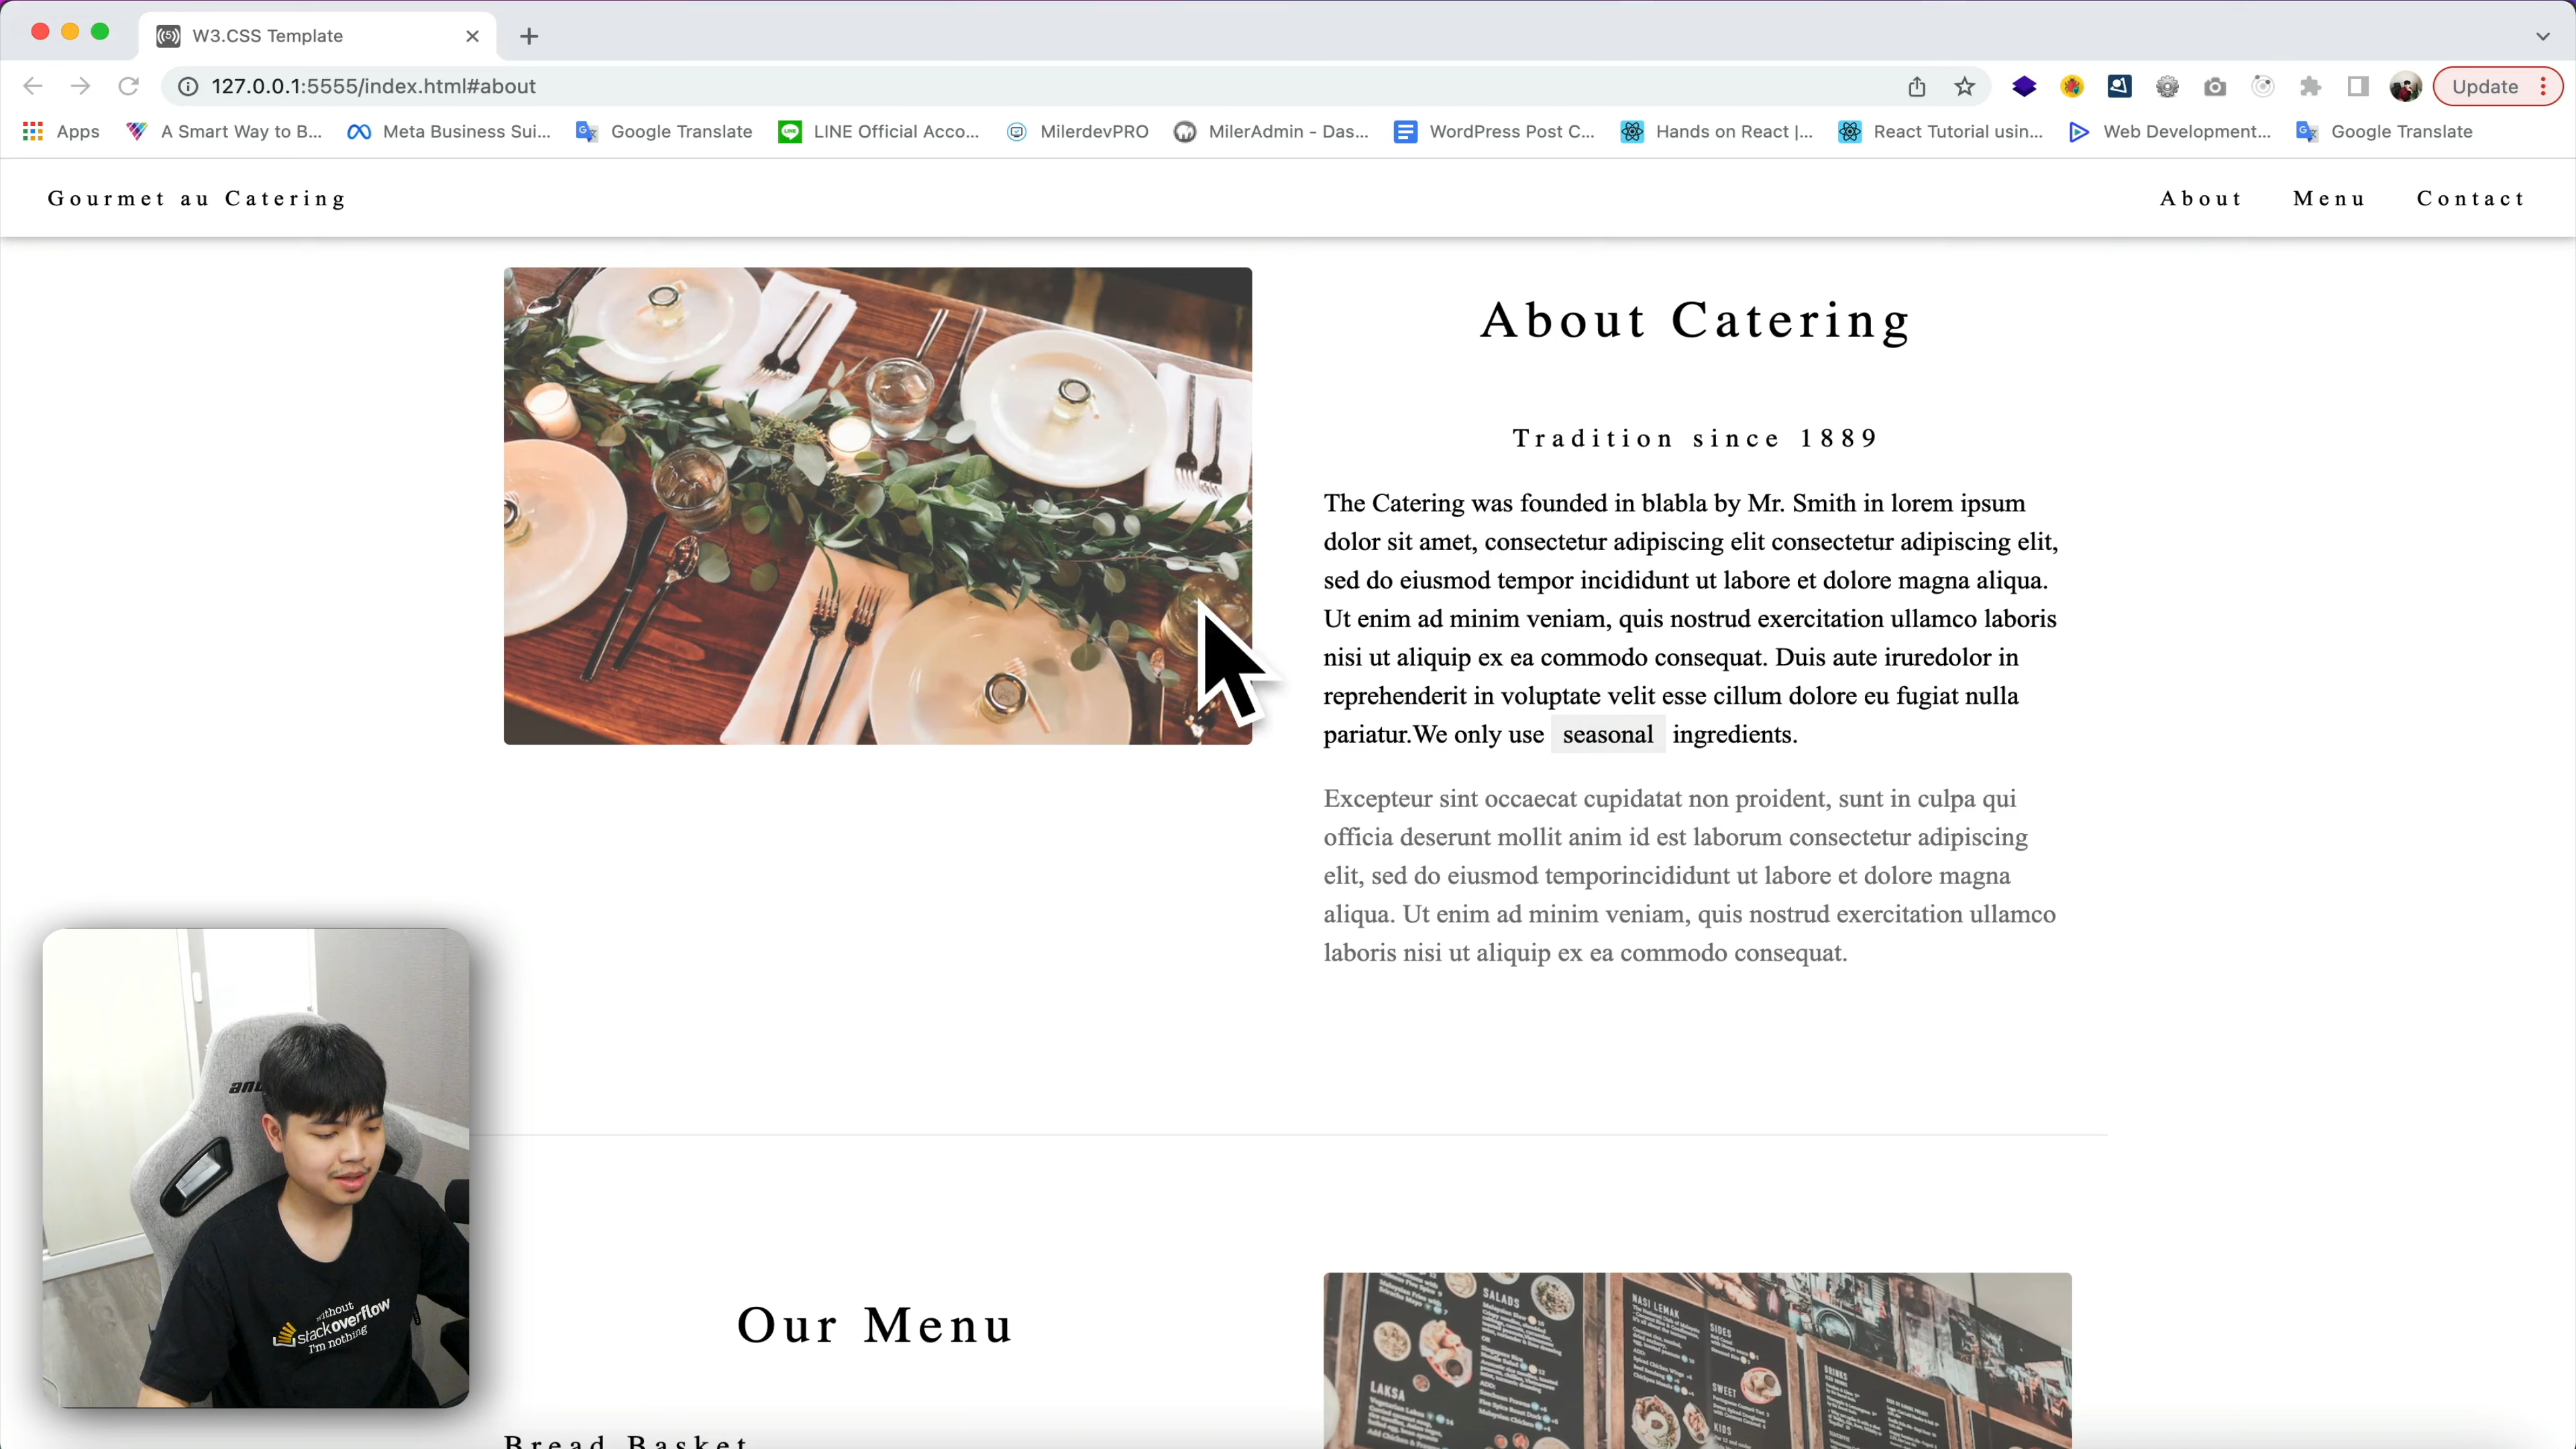 W3.CSS Template
127.0.0.1:5555/index.html#about
Update
Apps
A Smart Way to B...
Meta Business Sui...
Google Translate
LINE Official Acco...
MilerdevPRO
MilerAdmin - Das...
WordPress Post C...
Hands on React |...
React Tutorial usin...
Web Development...
Google Translate
Gourmet au Catering
About
Menu
Contact
About Catering
Tradition since 1889
The Catering was founded in blabla by Mr. Smith in lorem ipsum
dolor sit amet, consectetur adipiscing elit consectetur adipiscing elit,
sed do eiusmod tempor incididunt ut labore et dolore magna aliqua.
Ut enim ad minim veniam, quis nostrud exercitation ullamco laboris
nisi ut aliquip ex ea commodo consequat. Duis aute iruredolor in
reprehenderit in voluptate velit esse cillum dolore eu fugiat nulla
pariatur.We only use seasonal ingredients.
Excepteur sint occaecat cupidatat non proident, sunt in culpa qui
officia deserunt mollit anim id est laborum consectetur adipiscing
elit, sed do eiusmod temporincididunt ut labore et dolore magna
aliqua. Ut enim ad minim veniam, quis nostrud exercitation ullamco
laboris nisi ut aliquip ex ea commodo consequat.
without
stackoverflow
I'm nothing
Our Menu
Bread Basket
SALADS
LAKSA
NASI LEMAK
SIDES
SWEET
KIDS
DRINKS